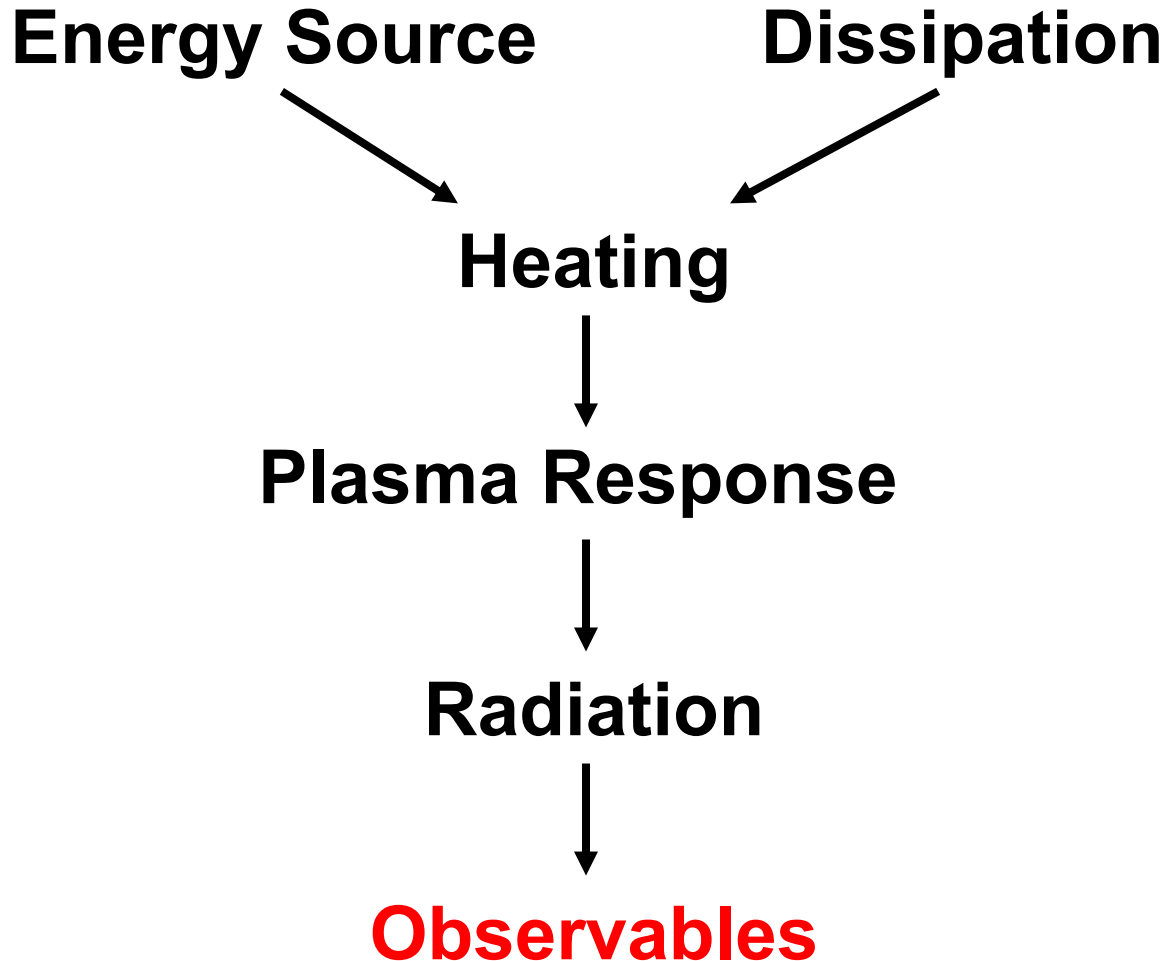 Energy Source Dissipation
Heating
Plasma Response
Radiation
Observables